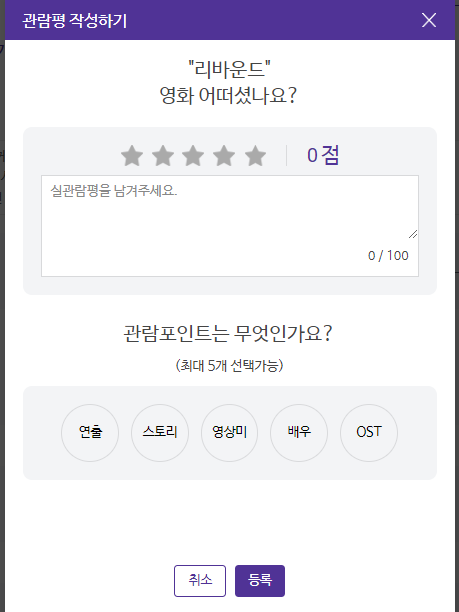 관람평 작성하기
"리바운드"
영화 어떠셨나요?
0 점
실관람평을 남겨주세요.
0 / 100
관람포인트는 무엇인가요?
(최대 5개 선택가능)
연출 스토리 영상미 배우 OST
취소 등록